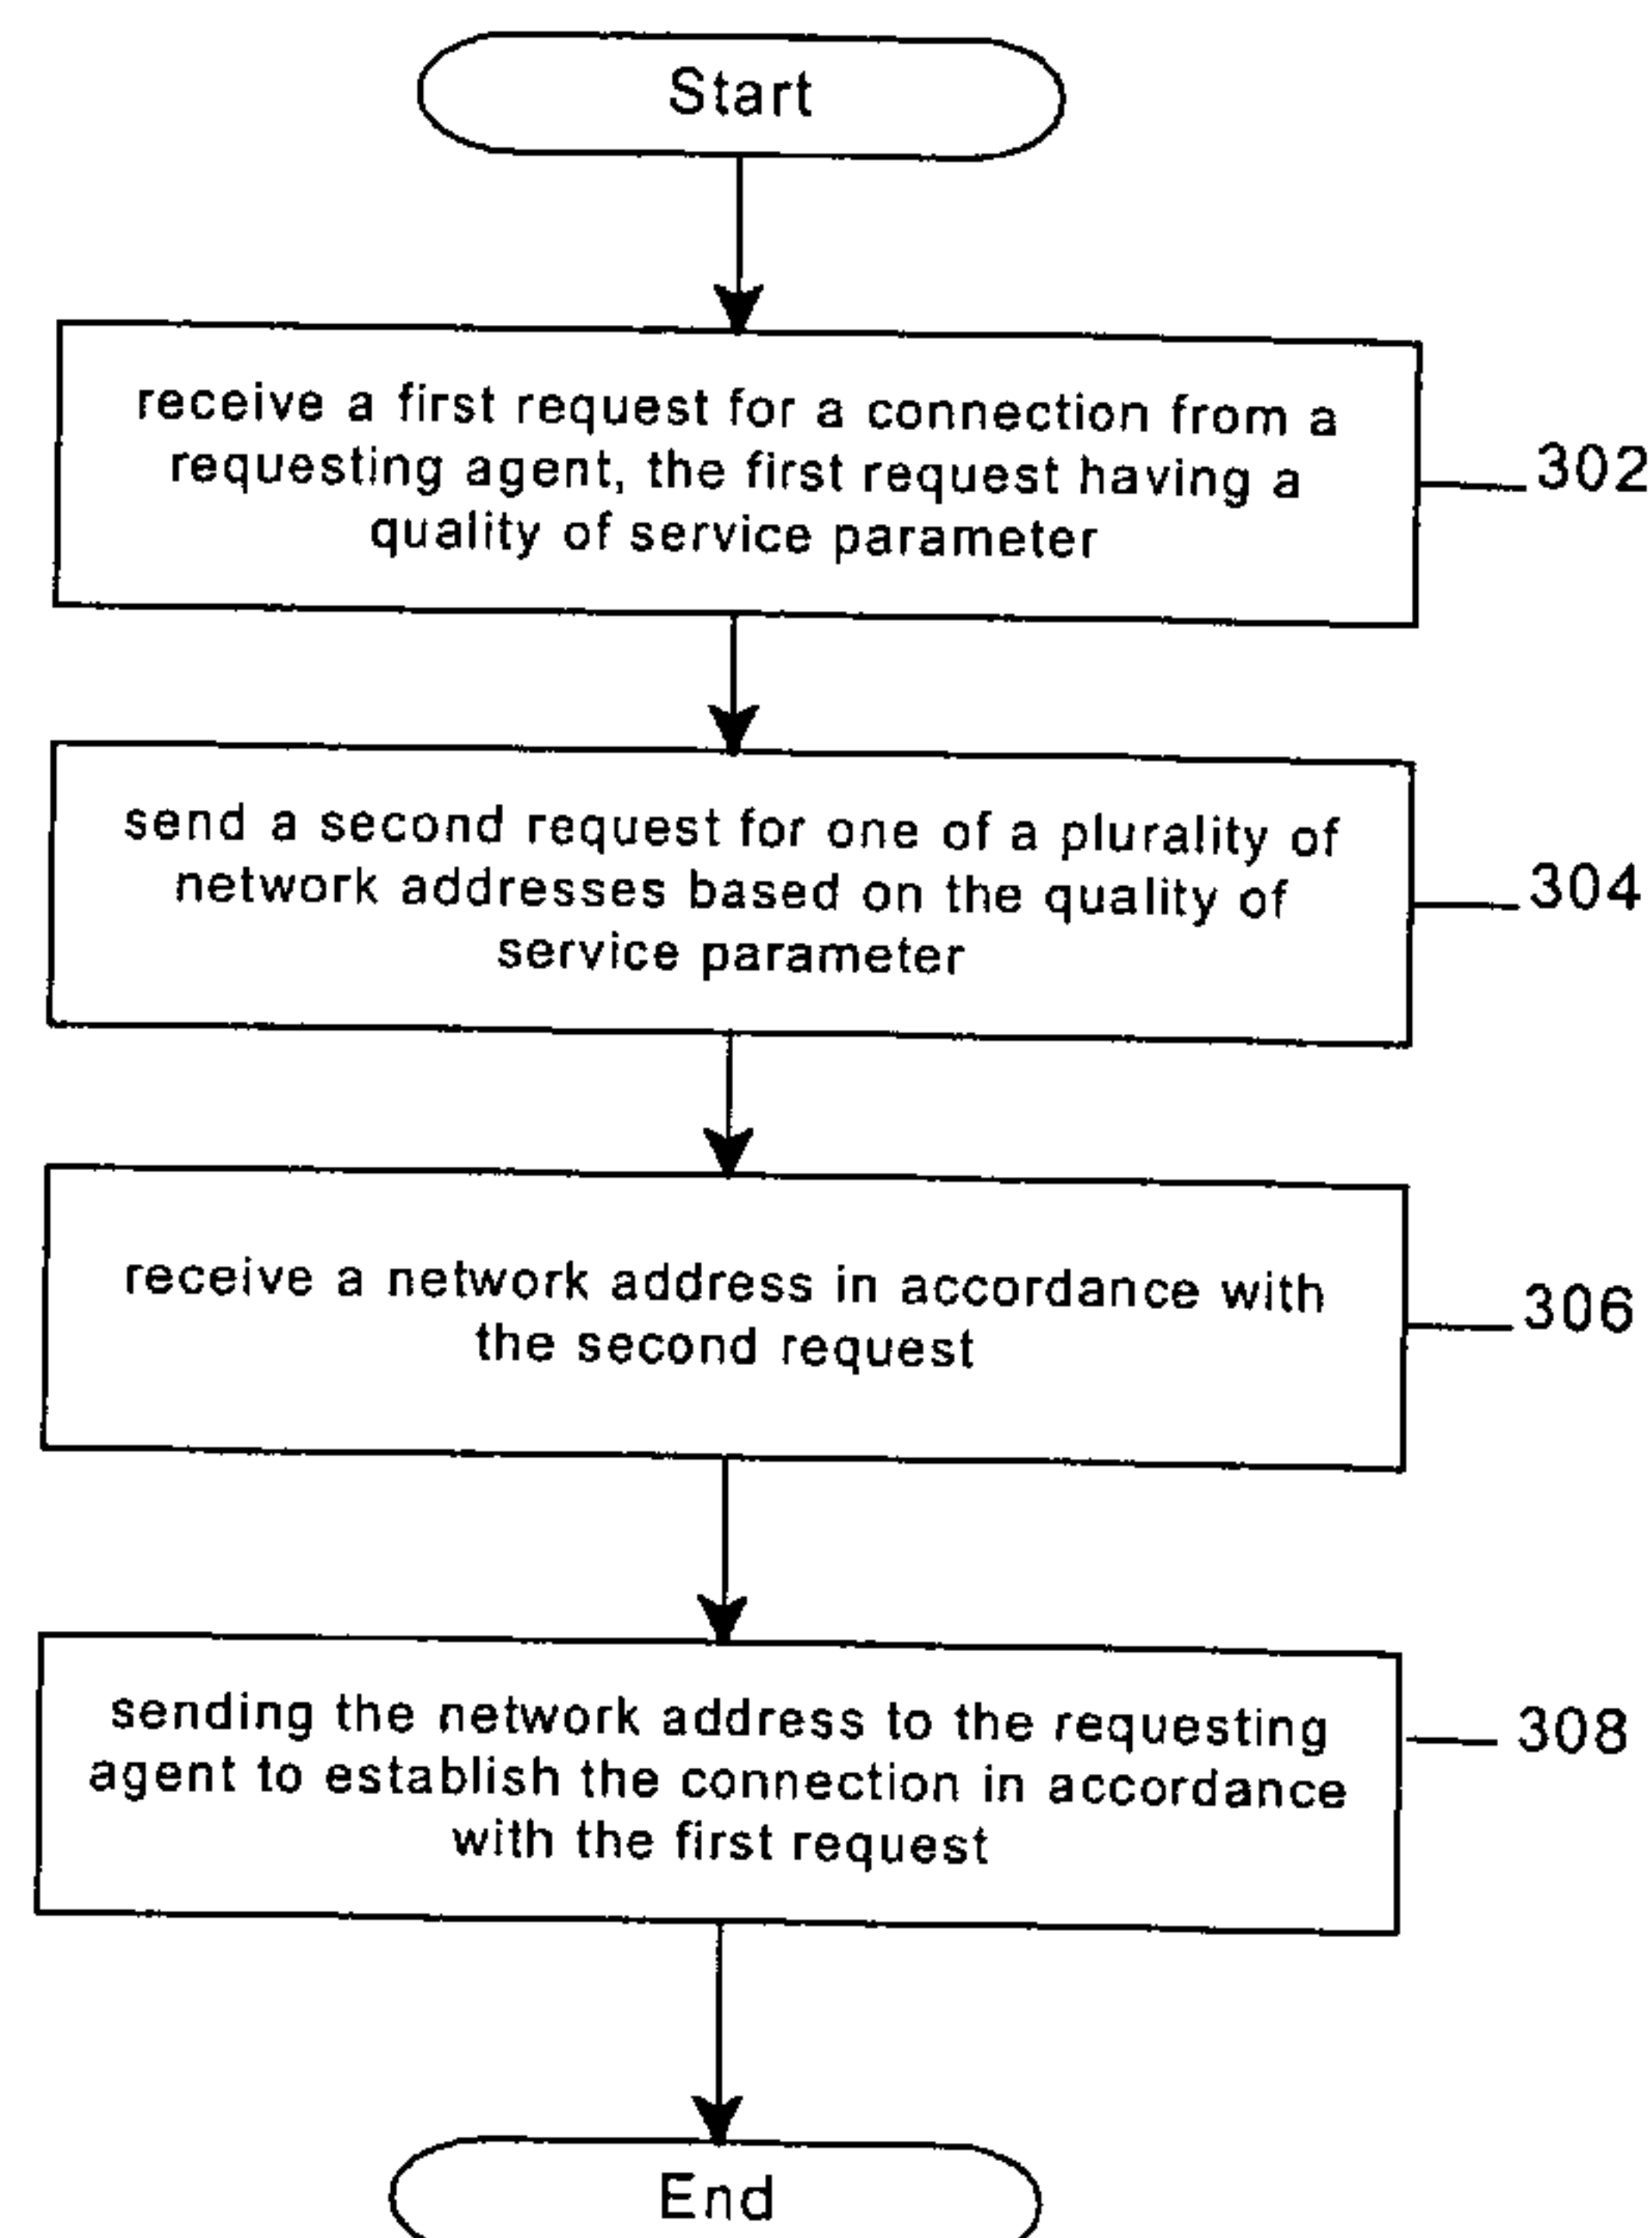 Start
receive a first request for a connection from a
requesting agent, the first request having a
quality of service parameter
302
send a second request for one of a plurality of
network addresses based on the quality of
service parameter
304
receive a network address in accordance with
the second request
306
sending the network address to the requesting
agent to establish the connection in accordance
with the first request
308
End